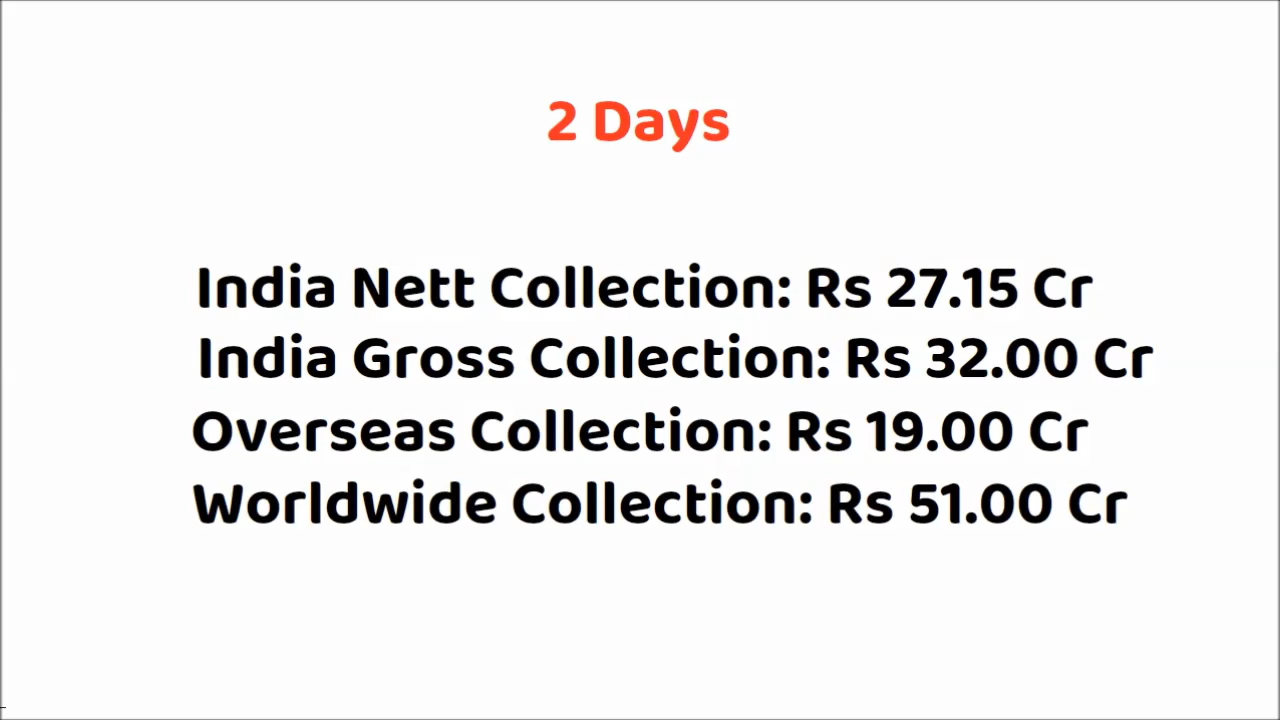 2 Days
India Nett Collection: Rs 27.15 Cr
India Gross Collection: Rs 32.00 Cr
Overseas Collection: Rs 19.00 Cr
Worldwide Collection: Rs 51.00 Cr